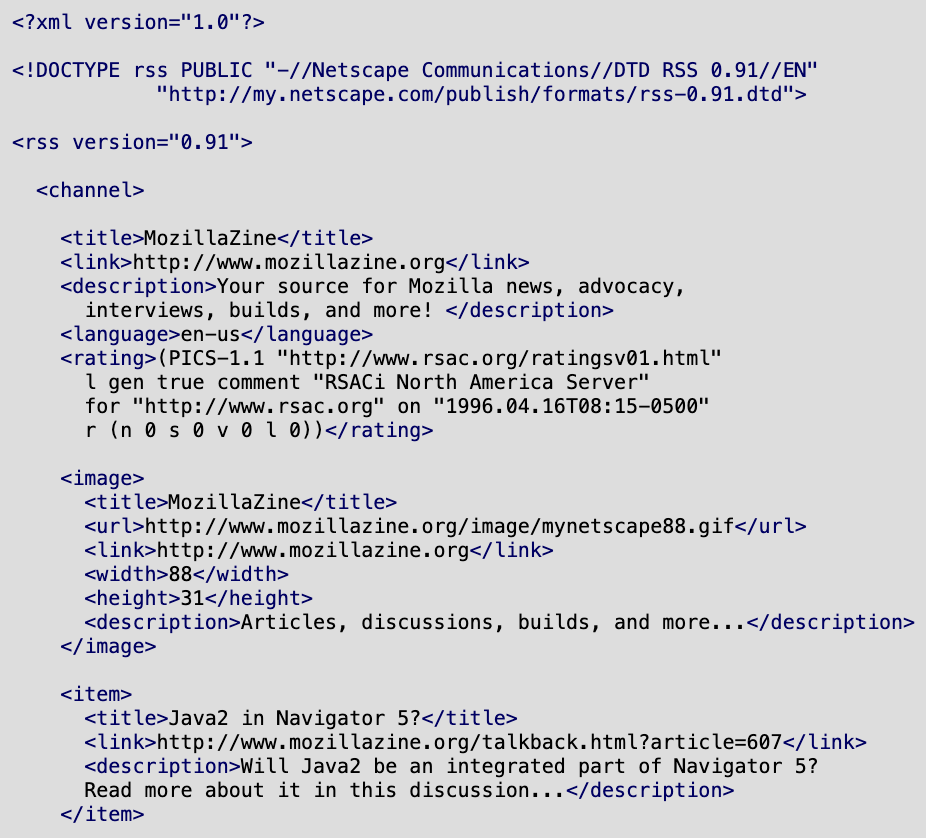 <?xml version="1.0"?>
<!DOCTYPE rss PUBLIC "-//Netscape Communications//DTD RSS 0.91//EN"
"http://my.netscape.com/publish/formats/rss-0.91.dtd">
<rss version="0.91">
<channel>
<title>MozillaZine</title>
<link>http://www.mozillazine.org</link>
<description>Your source for Mozilla news, advocacy,
interviews, builds, and more! </description>
<language>en-us</language>
<rating>(PICS-1.1 "http://www.rsac.org/ratingsv01.html"
l gen true comment "RSACi North America Server"
for "http://www.rsac.org" on "1996.04.16T08:15-0500"
r (n 0 s 0 v 0 l 0))</rating>
<image>
<title>MozillaZine</title>
<url>http://www.mozillazine.org/image/mynetscape88.gif</url>
<link>http://www.mozillazine.org</link>
<width>88</width>
<height>31</height>
<description>Articles, discussions, builds, and more...</description>
</image>
<item>
<title>Java2 in Navigator 5?</title>
<link>http://www.mozillazine.org/talkback.html?article=607</link>
<description>Will Java2 be an integrated part of Navigator 5?
Read more about it in this discussion...</description>
</item>